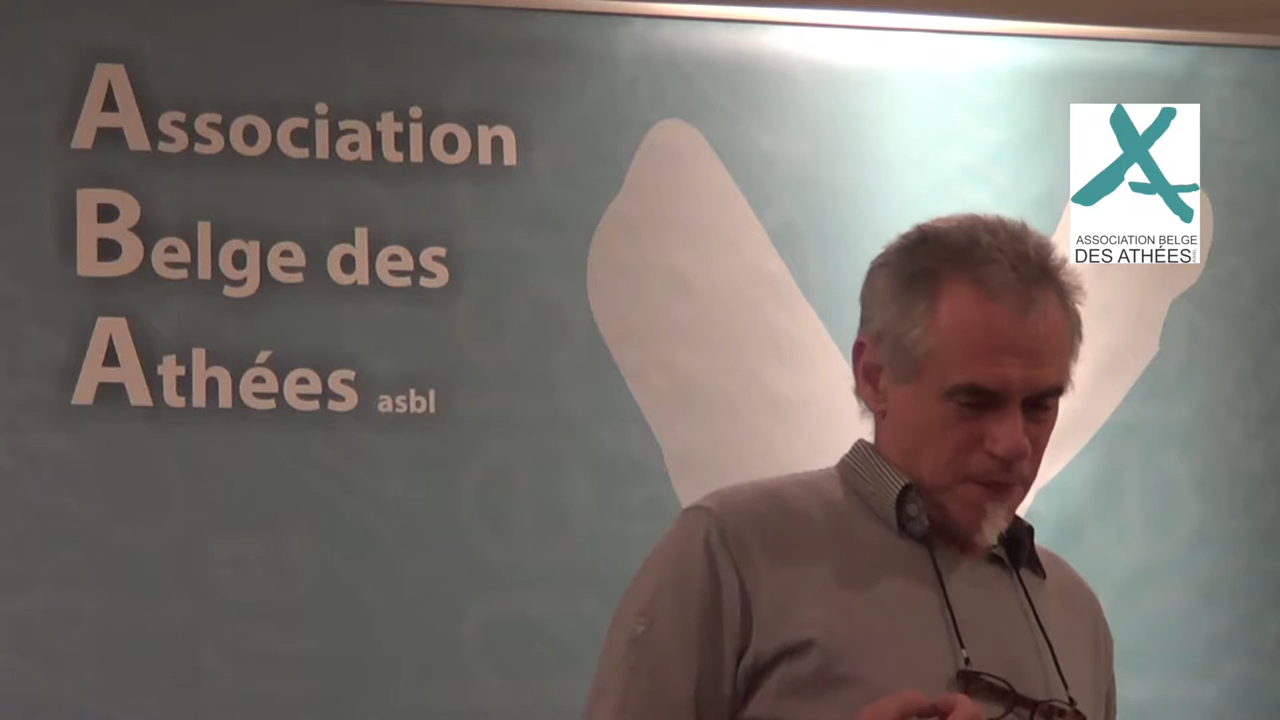 Association
Belge des
Athées asbl
ASSOCIATION BELGE
DES ATHÉES